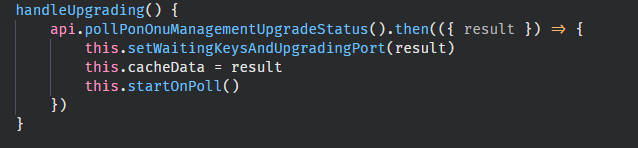 handleUpgrading() {
    api.pollPonOnuManagementUpgradeStatus().then(({ result }) => {
        this.setWaitingKeysAndUpgradingPort(result)
        this.cacheData = result
        this.startOnPoll()
    })
}